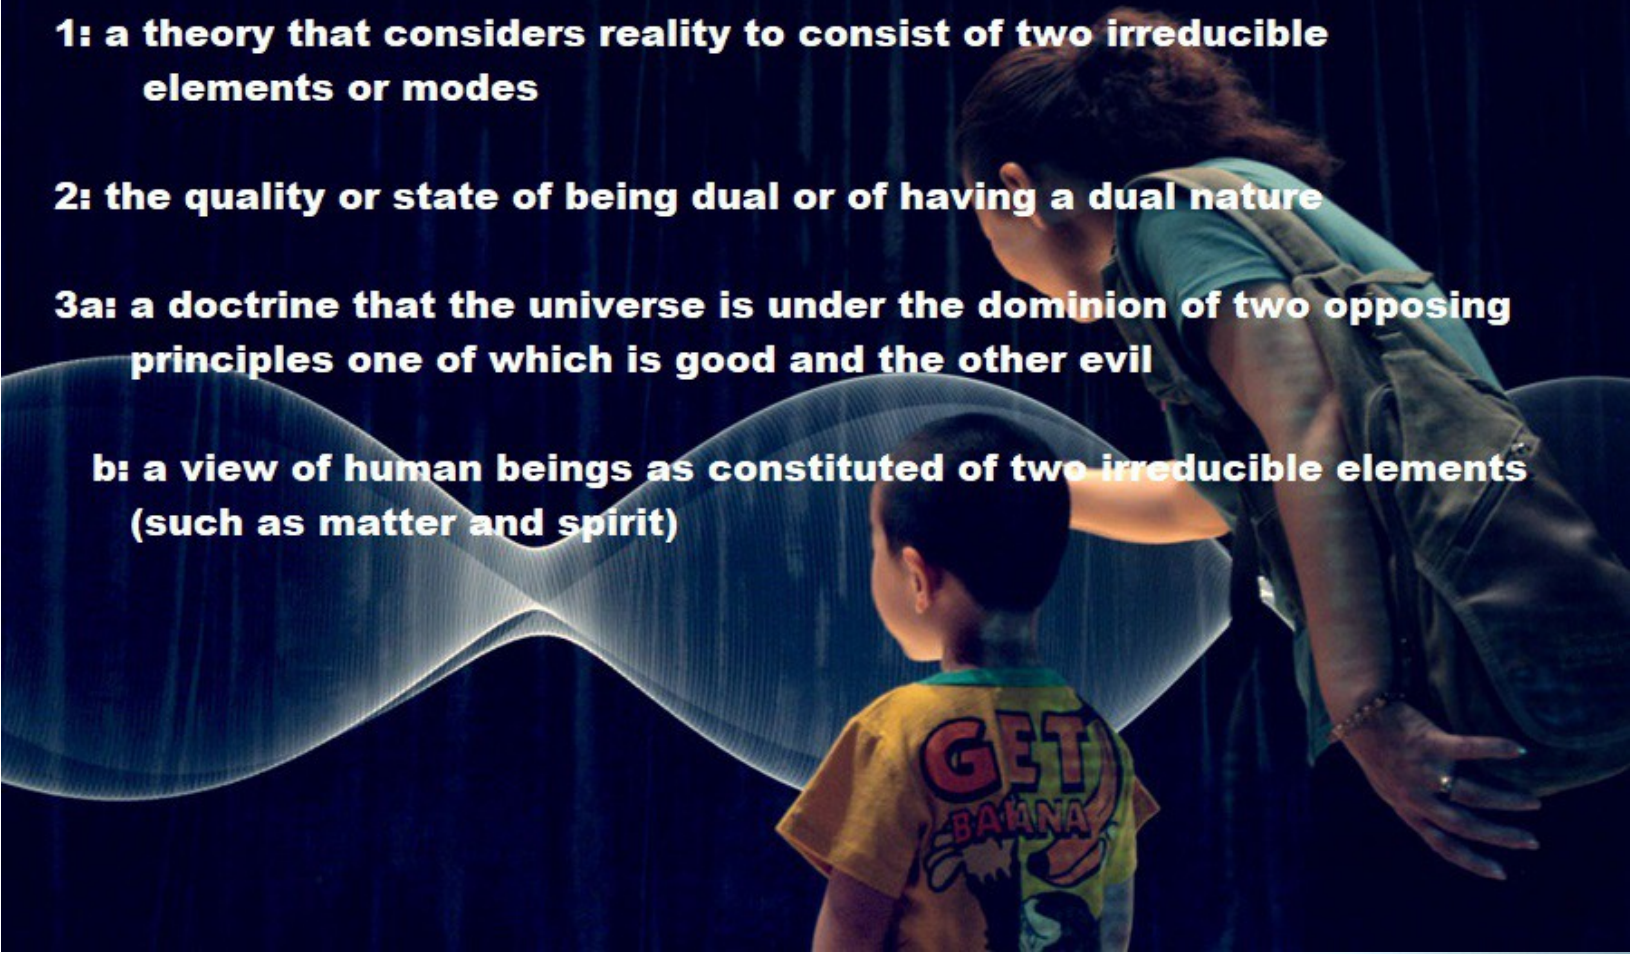 1: a theory that considers reality to consist of two irreducible
elements or modes
2: the quality or state of being dual or of having a dual nature
3a: a doctrine that the universe is under the dominion of two opposing
principles one of which is good and the other evil
b: a view of human beings as constituted of two irreducible elements
(such as matter and spirit)
GET
BANANA